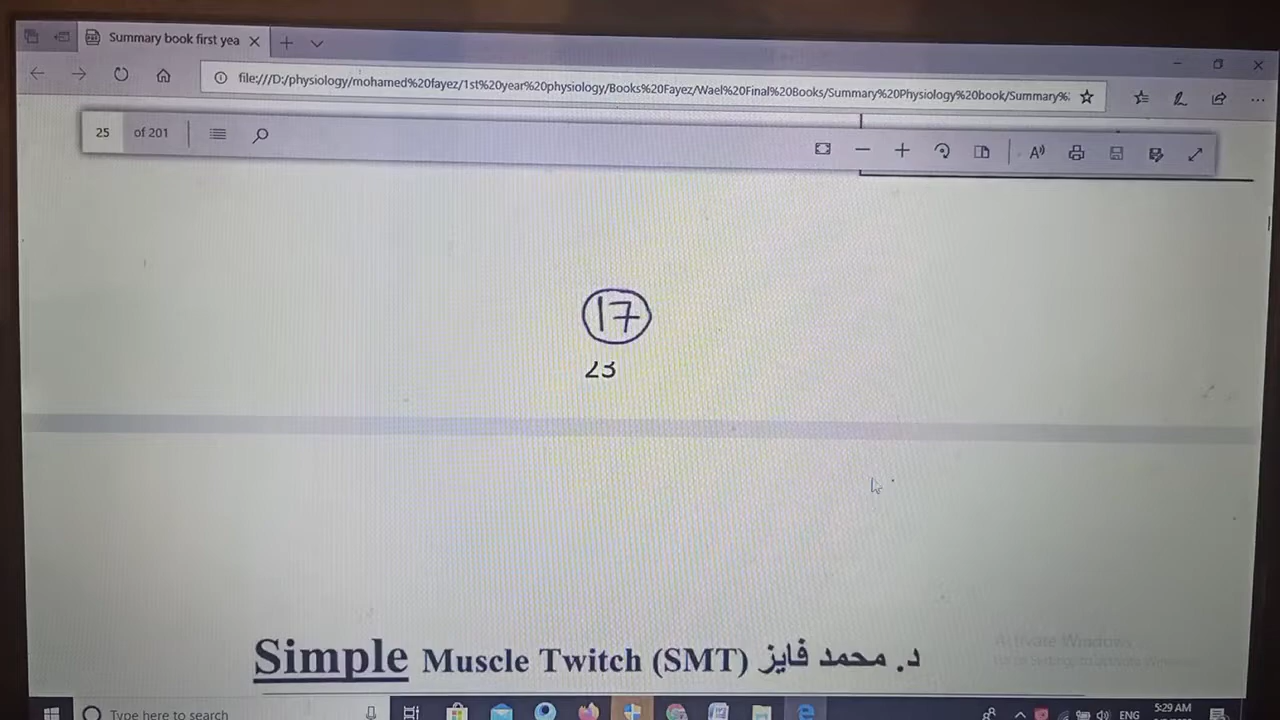 Summary book first yea
file:///D:/physiology/mohamed%20fayez/1st%20year%20physiology/Books%20Fayez/Wael%20Final%20Books/Summary%20Physiology%20book/Summary%
25 of 201
17
23
Activate Windows
Simple Muscle Twitch (SMT) د. محمد فايز
Type here to search
ENG
5:29 AM